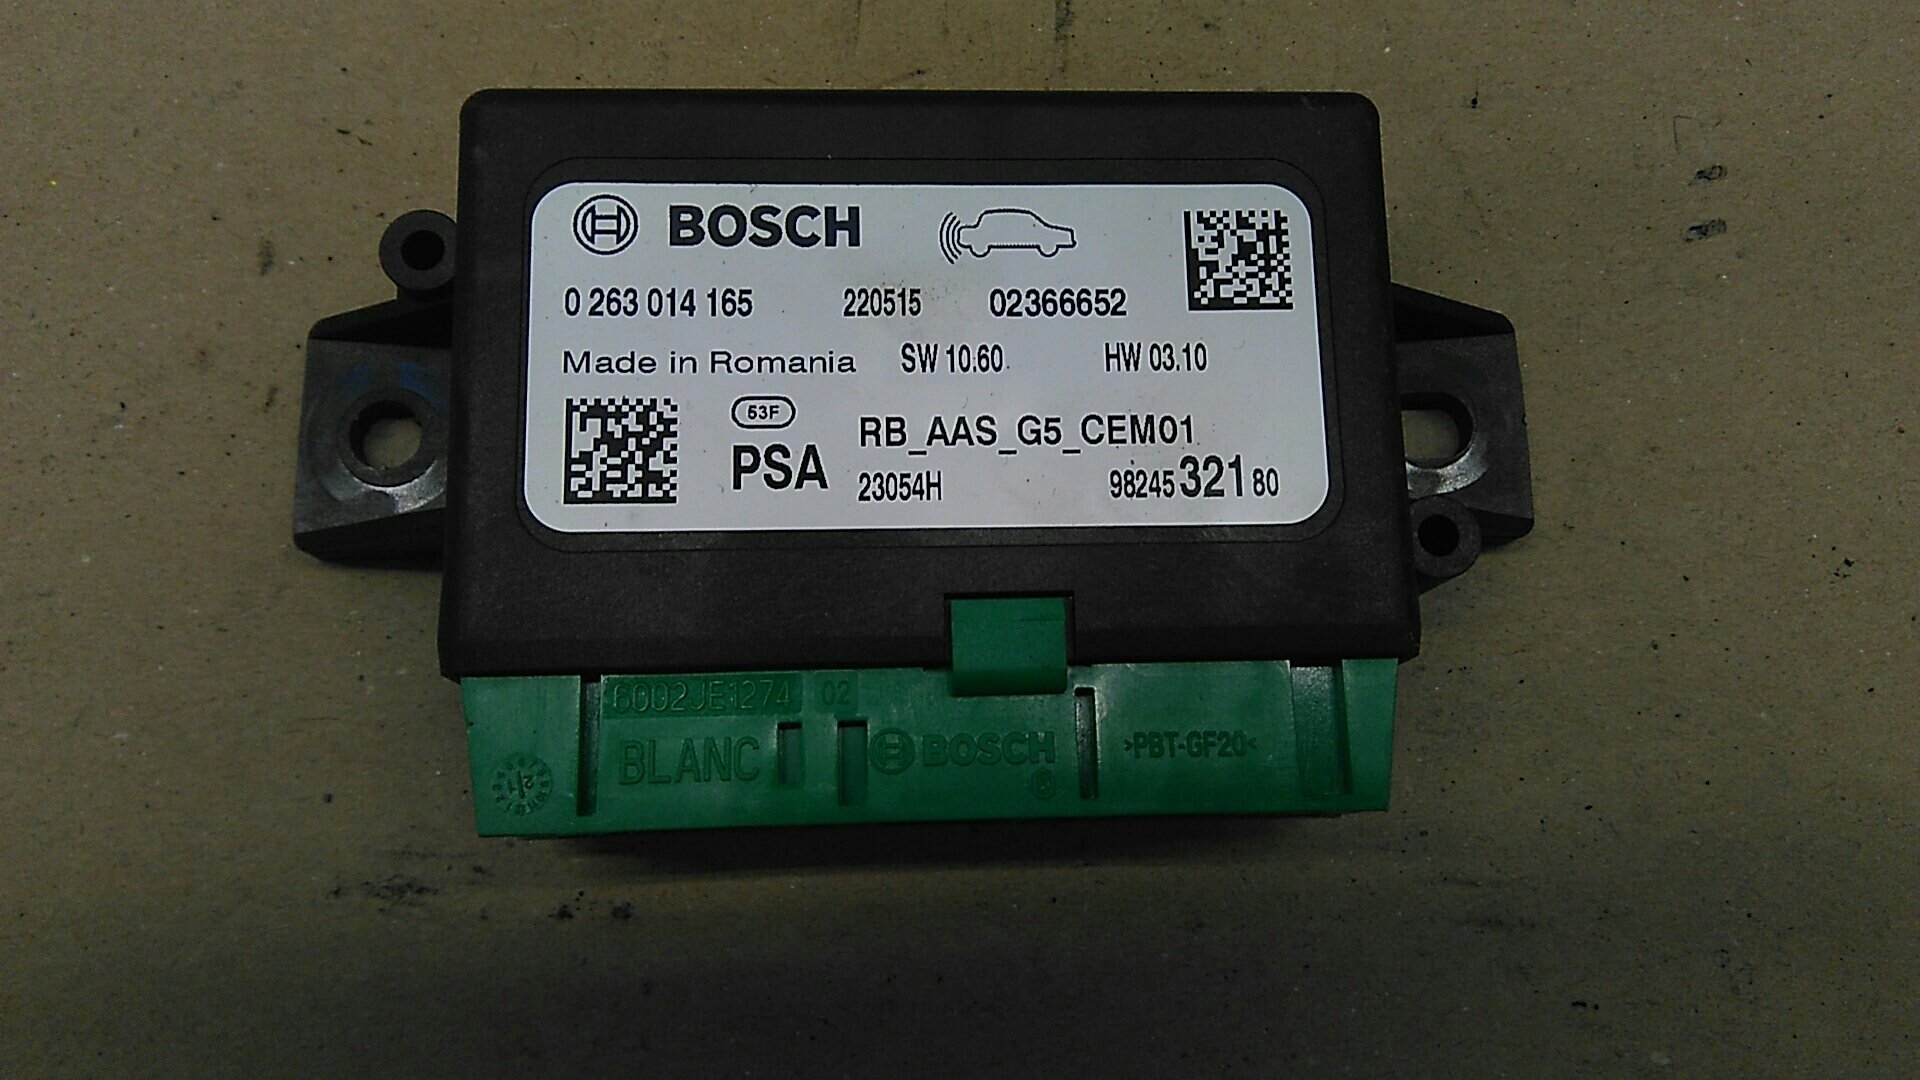 BOSCH
0 263 014 165 220515 02366652
Made in Romania SW 10.60 HW 03.10
53F
PSA RB_AAS_G5_CEM01
23054H 98245 321 80
6002JE1274 02
BLANC BOSCH >PBT-GF20<